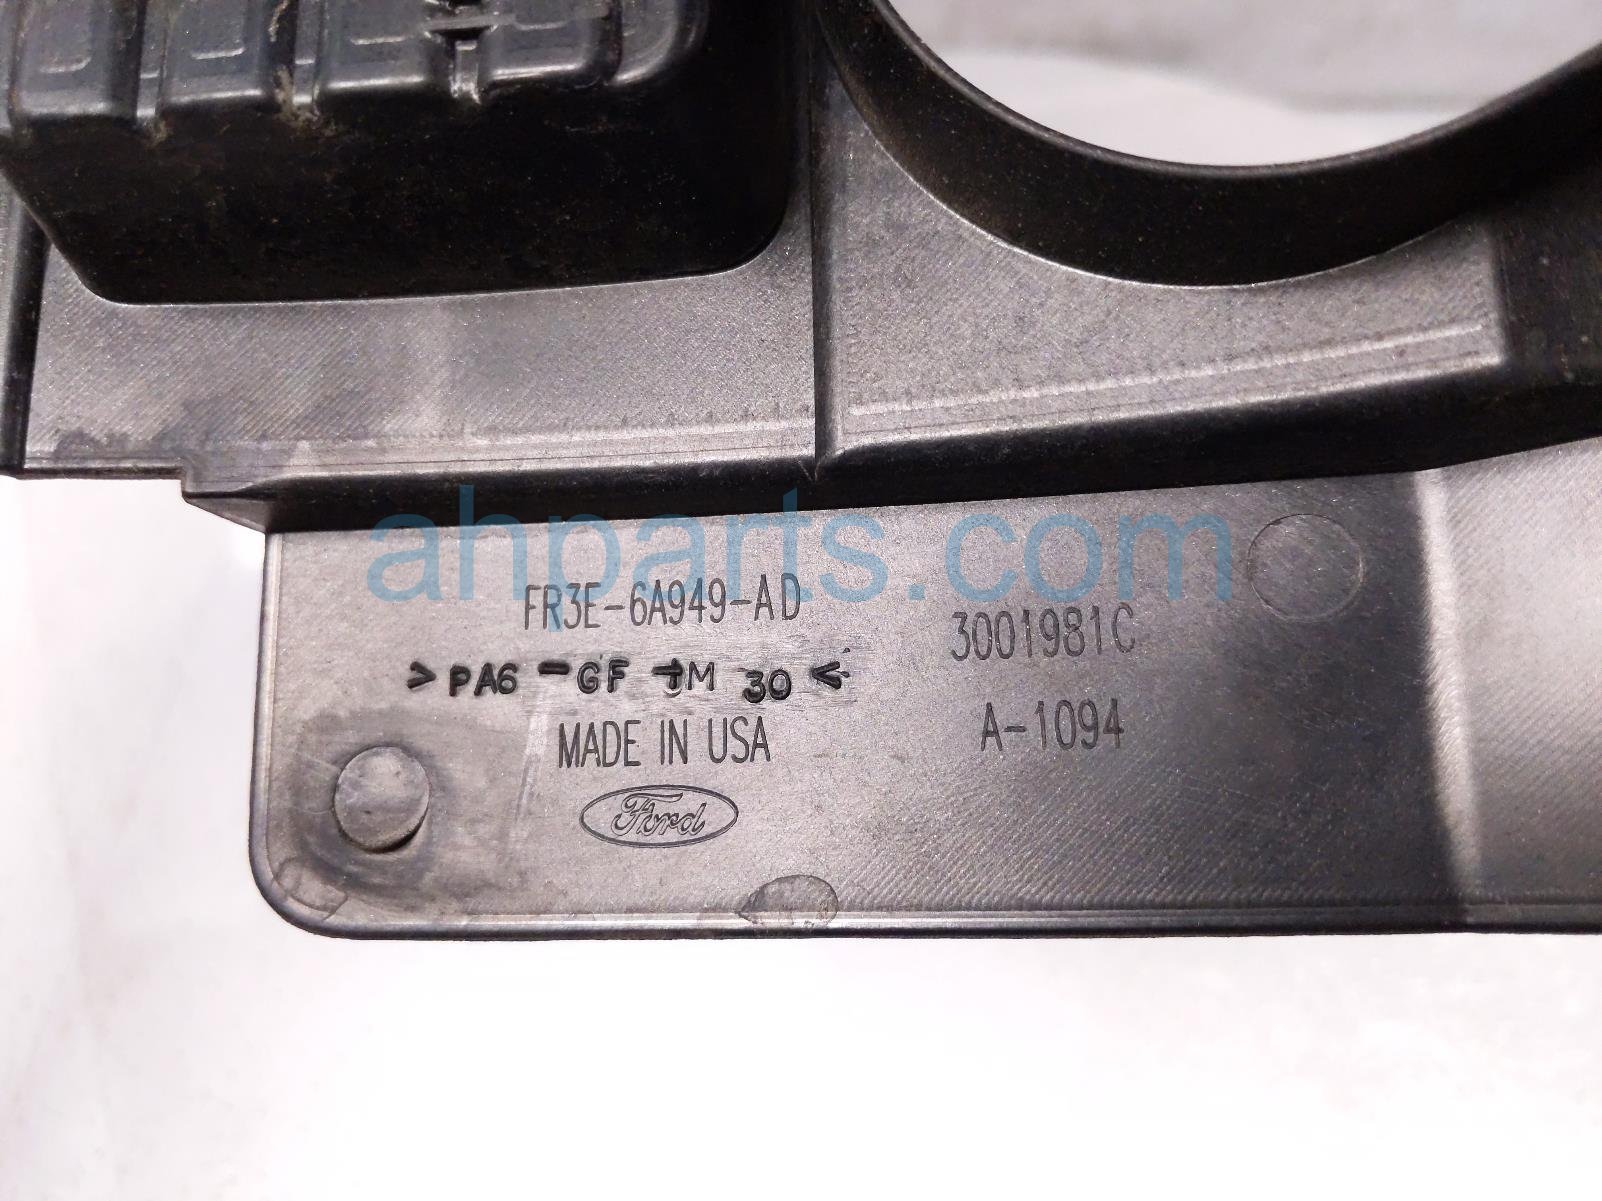 ahparts.com
FR3E-6A949-AD
3001981C
>PA6-GF+M 30<
A-1094
MADE IN USA
Ford